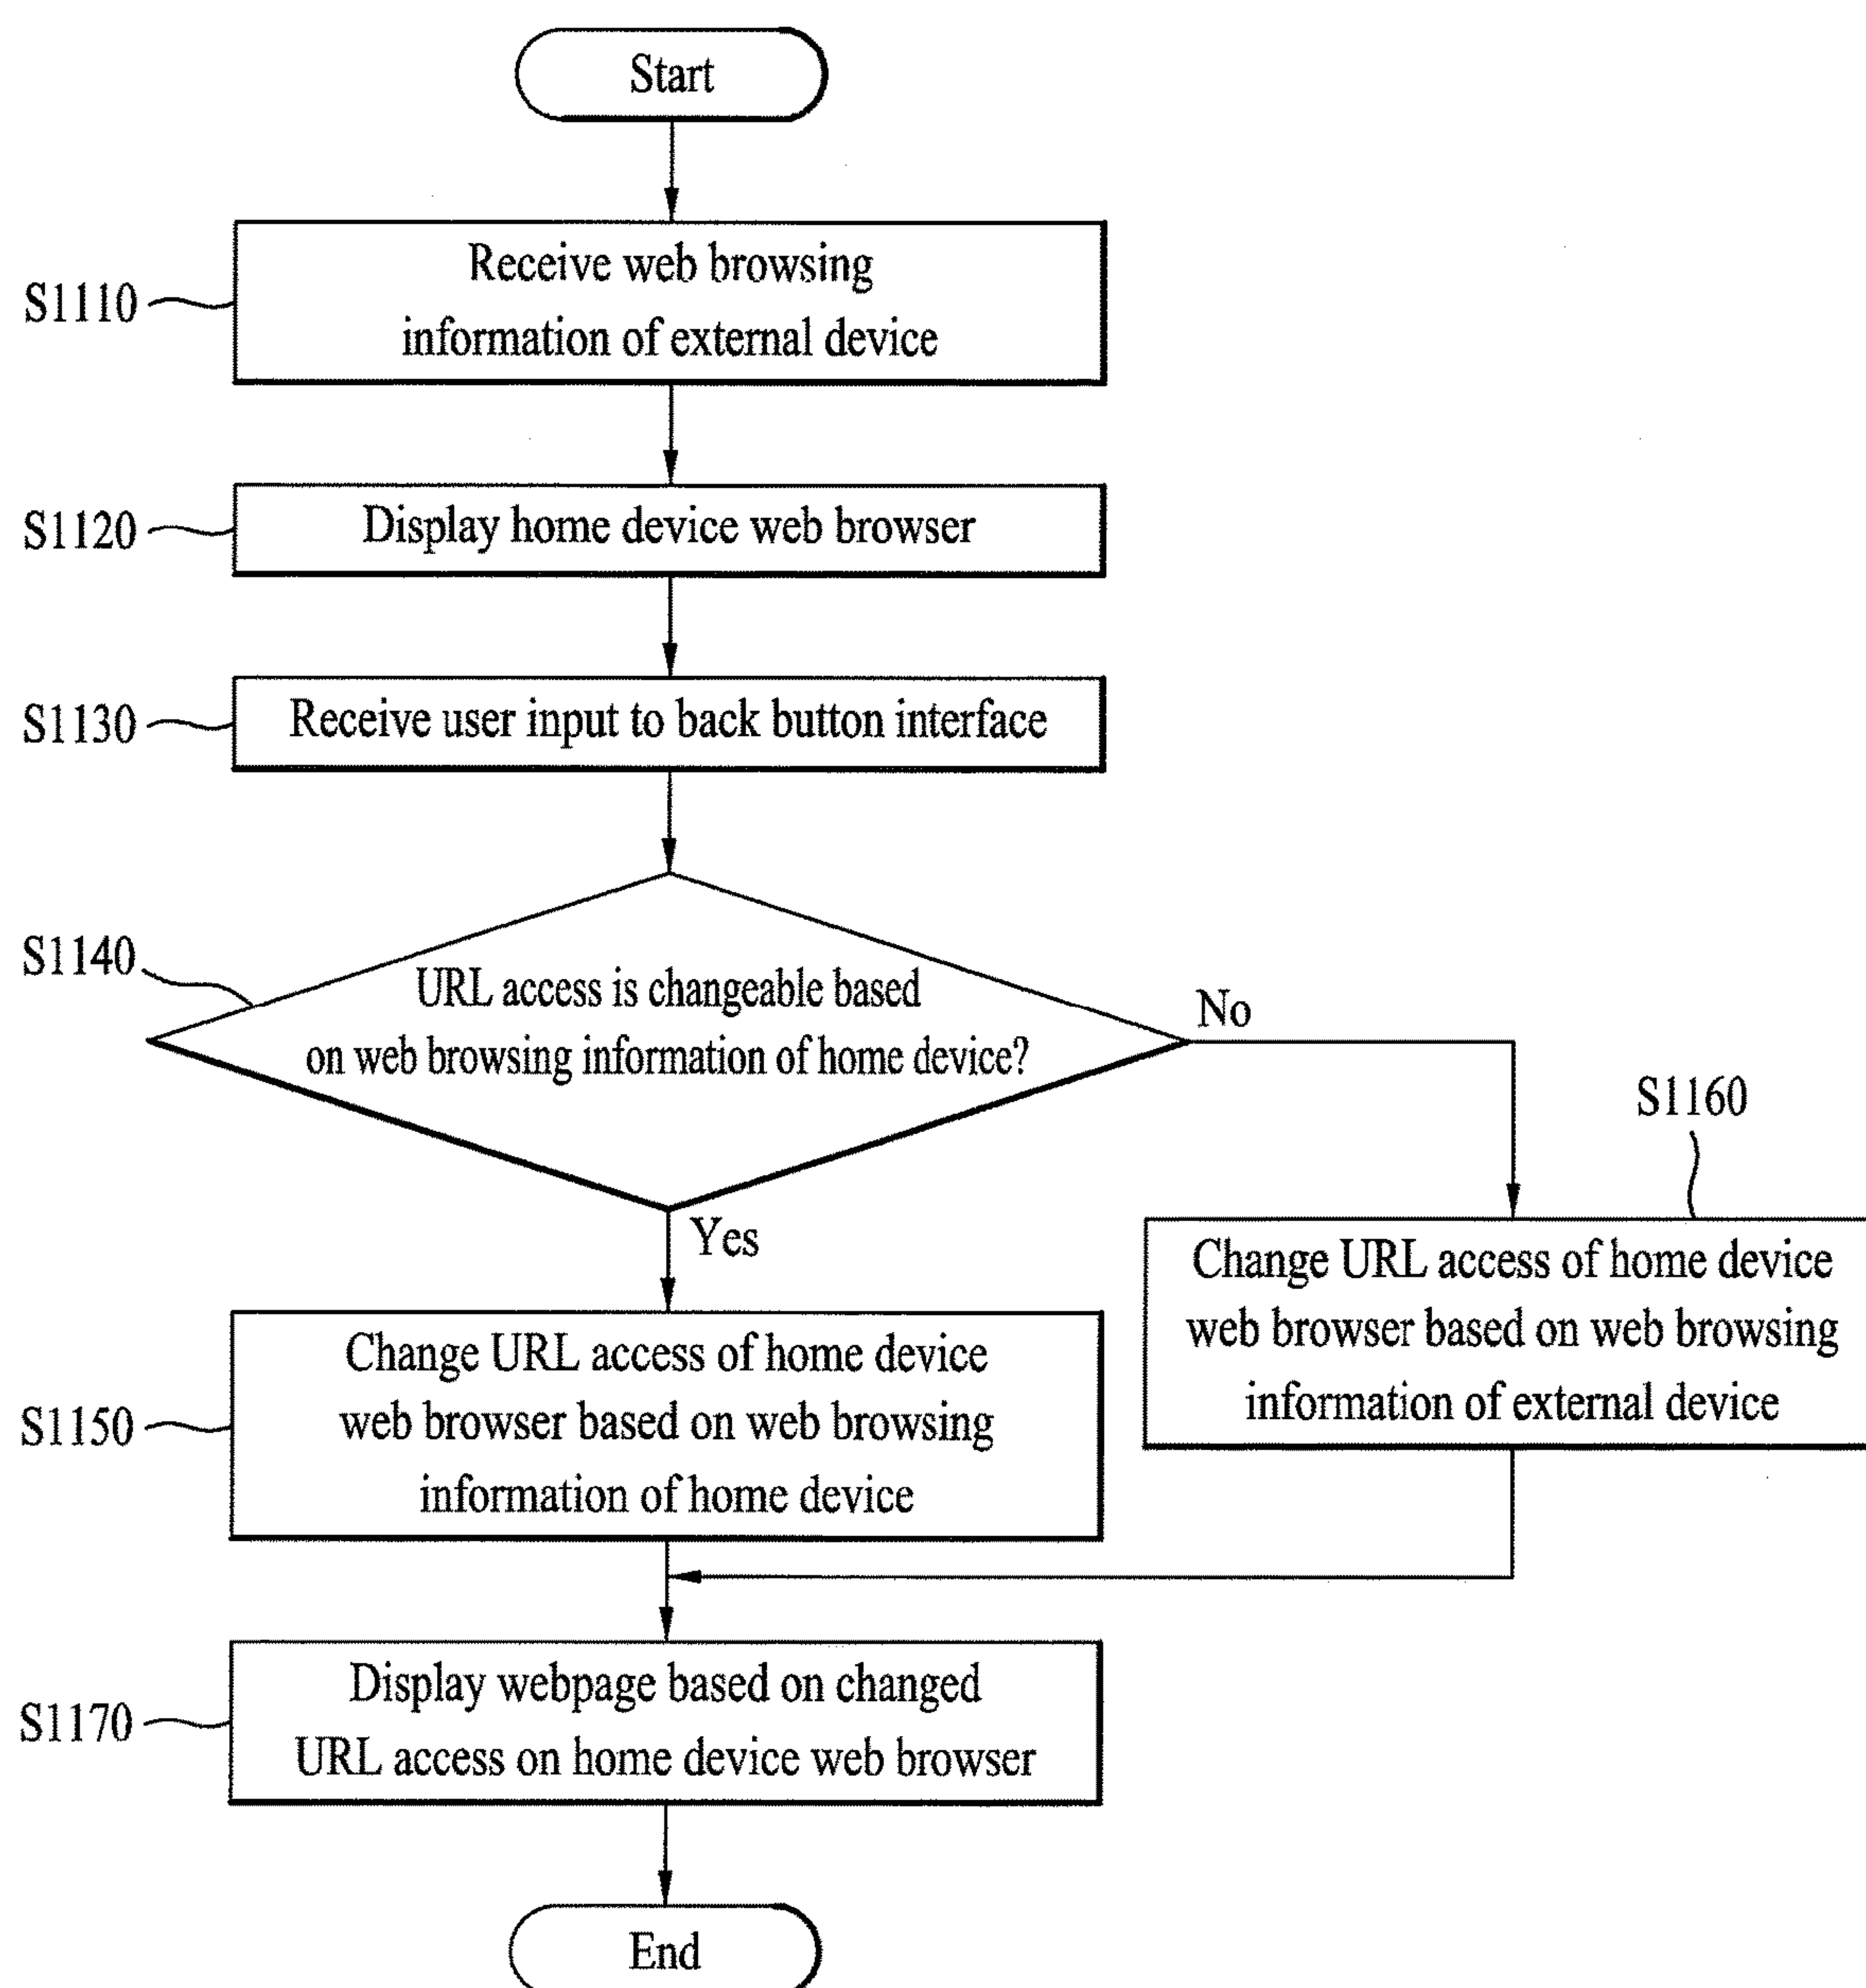 Start
S1110
Receive web browsing
information of external device
S1120
Display home device web browser
S1130
Receive user input to back button interface
S1140
URL access is changeable based
on web browsing information of home device?
No
Yes
S1160
Change URL access of home device
web browser based on web browsing
information of external device
S1150
Change URL access of home device
web browser based on web browsing
information of home device
S1170
Display webpage based on changed
URL access on home device web browser
End